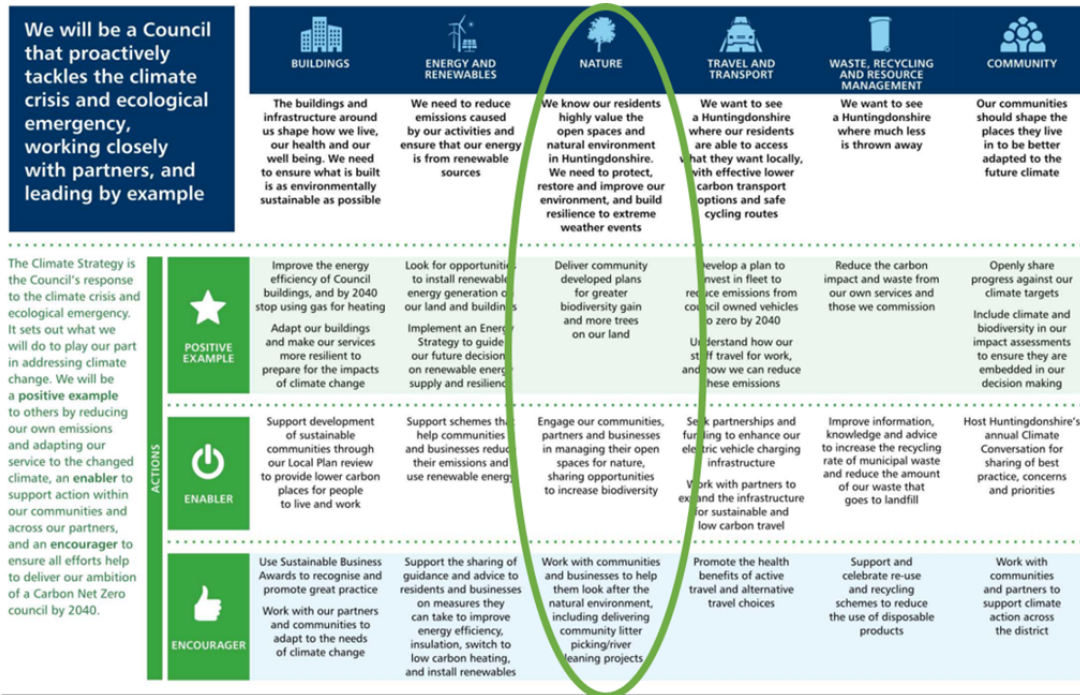 We will be a Council
that proactively
tackles the climate
crisis and ecological
emergency,
working closely
with partners, and
leading by example
BUILDINGS
ENERGY AND
RENEWABLES
NATURE
TRAVEL AND
TRANSPORT
WASTE, RECYCLING
AND RESOURCE
MANAGEMENT
COMMUNITY
The buildings and
infrastructure around
us shape how we live,
our health and our
well being. We need
to ensure what is built
is as environmentally
sustainable as possible
We need to reduce
emissions caused
by our activities and
ensure that our energy
is from renewable
sources
We know our residents
highly value the
open spaces and
natural environment
in Huntingdonshire.
We need to protect,
restore and improve our
environment, and build
resilience to extreme
weather events
We want to see
a Huntingdonshire
where our residents
are able to access
what they want locally,
with effective lower
carbon transport
options and safe
cycling routes
We want to see
a Huntingdonshire
where much less
is thrown away
Our communities
should shape the
places they live
in to be better
adapted to the
future climate
The Climate Strategy is
the Council's response
to the climate crisis and
ecological emergency.
It sets out what we
will do to play our part
in addressing climate
change. We will be
a positive example
to others by reducing
our own emissions
and adapting our
service to the changed
climate, an enabler to
support action within
our communities and
across our partners,
and an encourager to
ensure all efforts help
to deliver our ambition
of a Carbon Net Zero
council by 2040.
ACTIONS
POSITIVE
EXAMPLE
Improve the energy
efficiency of Council
buildings, and by 2040
stop using gas for heating
Adapt our buildings
and make our services
more resilient to
prepare for the impacts
of climate change
Look for opportunities
to install renewable
energy generation on
our land and buildings
Implement an Energy
Strategy to guide
our future decisions
on renewable energy
supply and resilience
Deliver community
developed plans
for greater
biodiversity gain
and more trees
on our land
Develop a plan to
invest in fleet to
reduce emissions from
council owned vehicles
to zero by 2040
Understand how our
staff travel for work,
and how we can reduce
these emissions
Reduce the carbon
impact and waste from
our own services and
those we commission
Openly share
progress against our
climate targets
Include climate and
biodiversity in our
impact assessments
to ensure they are
embedded in our
decision making
ENABLER
Support development
of sustainable
communities through
our Local Plan review
to provide lower carbon
places for people
to live and work
Support schemes that
help communities
and businesses reduce
their emissions and
use renewable energy
Engage our communities,
partners and businesses
in managing their open
spaces for nature,
sharing opportunities
to increase biodiversity
Seek partnerships and
funding to enhance our
electric vehicle charging
infrastructure
Work with partners to
expand the infrastructure
for sustainable and
low carbon travel
Improve information,
knowledge and advice
to increase the recycling
rate of municipal waste
and reduce the amount
of our waste that
goes to landfill
Host Huntingdonshire's
annual Climate
Conversation for
sharing of best
practice, concerns
and priorities
ENCOURAGER
Use Sustainable Business
Awards to recognise and
promote great practice
Work with our partners
and communities to
adapt to the needs
of climate change
Support the sharing of
guidance and advice to
residents and businesses
on measures they
can take to improve
energy efficiency,
insulation, switch to
low carbon heating,
and install renewables
Work with communities
and businesses to help
them look after the
natural environment,
including delivering
community litter
picking/river
cleaning projects
Promote the health
benefits of active
travel and alternative
travel choices
Support and
celebrate re-use
and recycling
schemes to reduce
the use of disposable
products
Work with
communities
and partners to
support climate
action across
the district